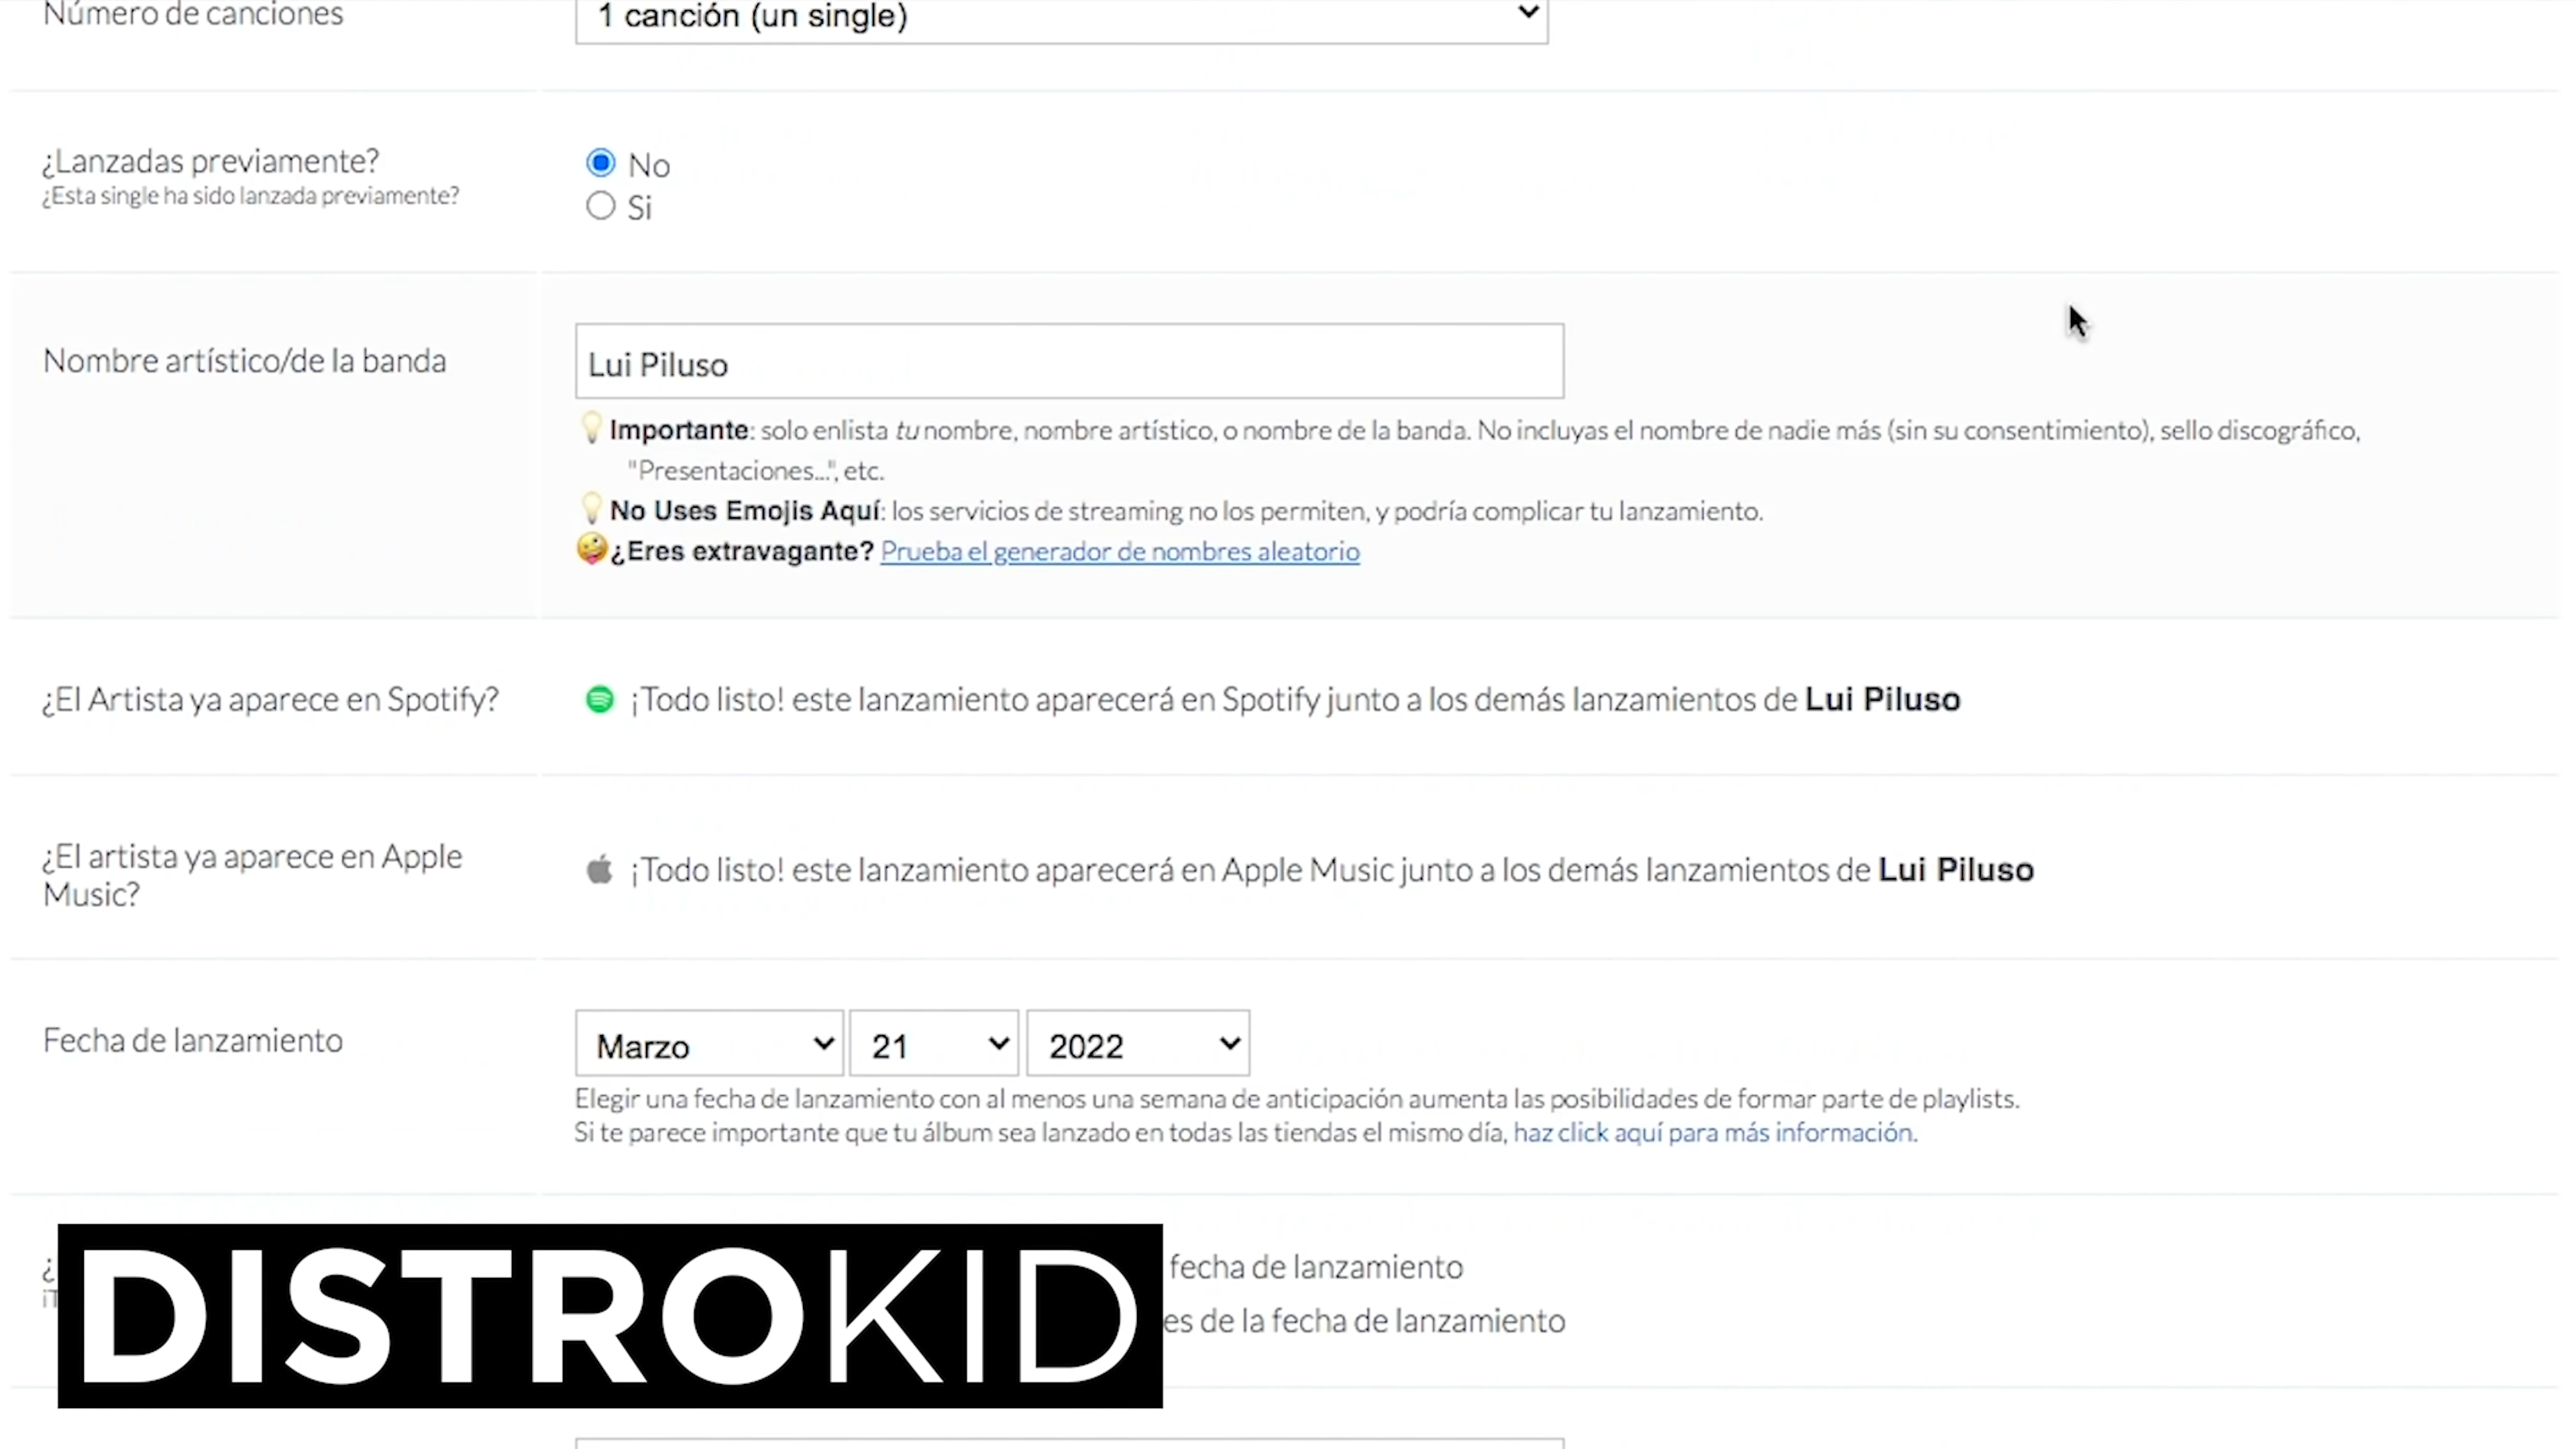 Número de canciones
1 canción (un single)
¿Lanzadas previamente?
¿Esta single ha sido lanzada previamente?
No
Si
Nombre artístico/de la banda
Lui Piluso
Importante: solo enlista tu nombre, nombre artístico, o nombre de la banda. No incluyas el nombre de nadie más (sin su consentimiento), sello discográfico,
"Presentaciones...", etc.
No Uses Emojis Aquí: los servicios de streaming no los permiten, y podría complicar tu lanzamiento.
¿Eres extravagante? Prueba el generador de nombres aleatorio
¿El Artista ya aparece en Spotify?
¡Todo listo! este lanzamiento aparecerá en Spotify junto a los demás lanzamientos de Lui Piluso
¿El artista ya aparece en Apple
Music?
¡Todo listo! este lanzamiento aparecerá en Apple Music junto a los demás lanzamientos de Lui Piluso
Fecha de lanzamiento
Marzo 21 2022
Elegir una fecha de lanzamiento con al menos una semana de anticipación aumenta las posibilidades de formar parte de playlists.
Si te parece importante que tu álbum sea lanzado en todas las tiendas el mismo día, haz click aquí para más información.
fecha de lanzamiento
de la fecha de lanzamiento
DISTROKID